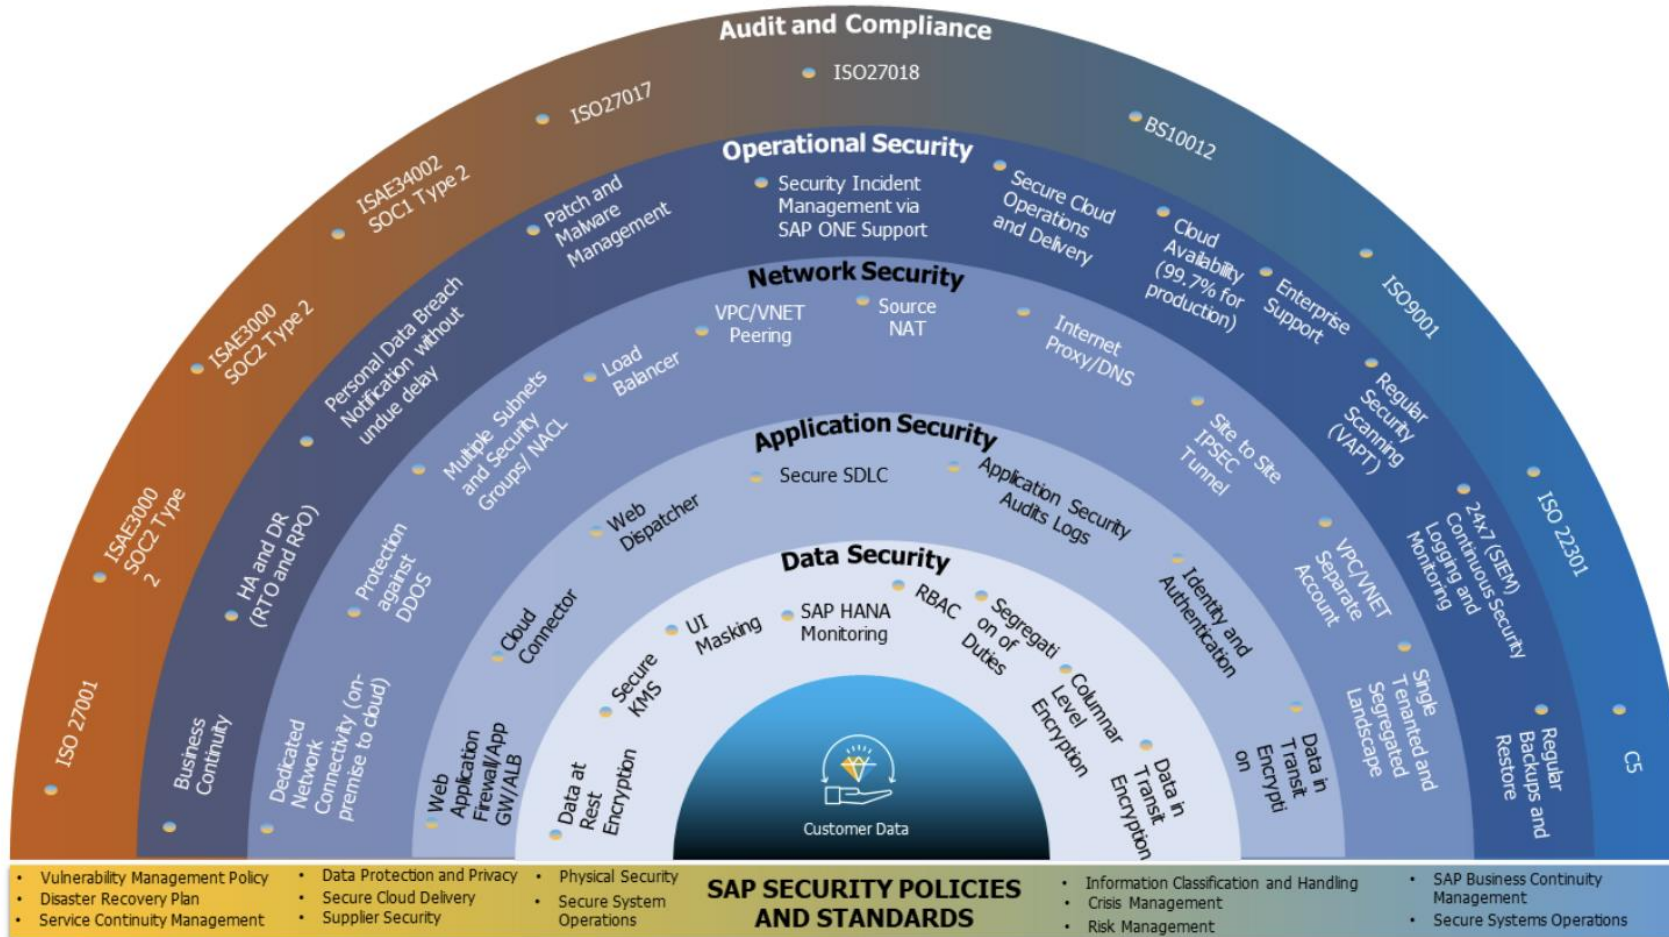 Audit and Compliance
ISO 27001
ISAE3000
SOC2 Type
2
ISAE3000
SOC2 Type 2
ISAE34002
SOC1 Type 2
ISO27017
ISO27018
BS10012
ISO9001
ISO 22301
C5
Operational Security
Business
Continuity
HA and DR
(RTO and RPO)
Personal Data Breach
Notification without
undue delay
Patch and
Malware
Management
Security Incident
Management via
SAP ONE Support
Secure Cloud
Operations
and Delivery
Cloud
Availability
(99.7% for
production)
Enterprise
Support
Regular
Security
Scanning
(VAPT)
24x7 (SIEM)
Continuous Security
Logging and
Monitoring
Regular
Backups and
Restore
Network Security
Dedicated
Network
Connectivity (on-
premise to cloud)
Protection
against
DDOS
Multiple Subnets
and Security
Groups/ NACL
Load
Balancer
VPC/VNET
Peering
Source
NAT
Internet
Proxy/DNS
Site to Site
IPSEC
Tunnel
VPC/VNET
Separate
Account
Single
Tenanted and
Segregated
Landscape
Application Security
Web
Application
Firewall/App
GW/ALB
Cloud
Connector
Web
Dispatcher
Secure SDLC
Application Security
Audits Logs
Identity and
Authentication
Data in
Transit
Encrypti
on
Data Security
Data at
Rest
Encryption
Secure
KMS
UI
Masking
SAP HANA
Monitoring
RBAC
Segregati
on of
Duties
Columnar
Level
Encryption
Data in
Transit
Encryption
Customer Data
• Vulnerability Management Policy
• Disaster Recovery Plan
• Service Continuity Management
• Data Protection and Privacy
• Secure Cloud Delivery
• Supplier Security
• Physical Security
• Secure System
Operations
SAP SECURITY POLICIES
AND STANDARDS
• Information Classification and Handling
• Crisis Management
• Risk Management
• SAP Business Continuity
Management
• Secure Systems Operations